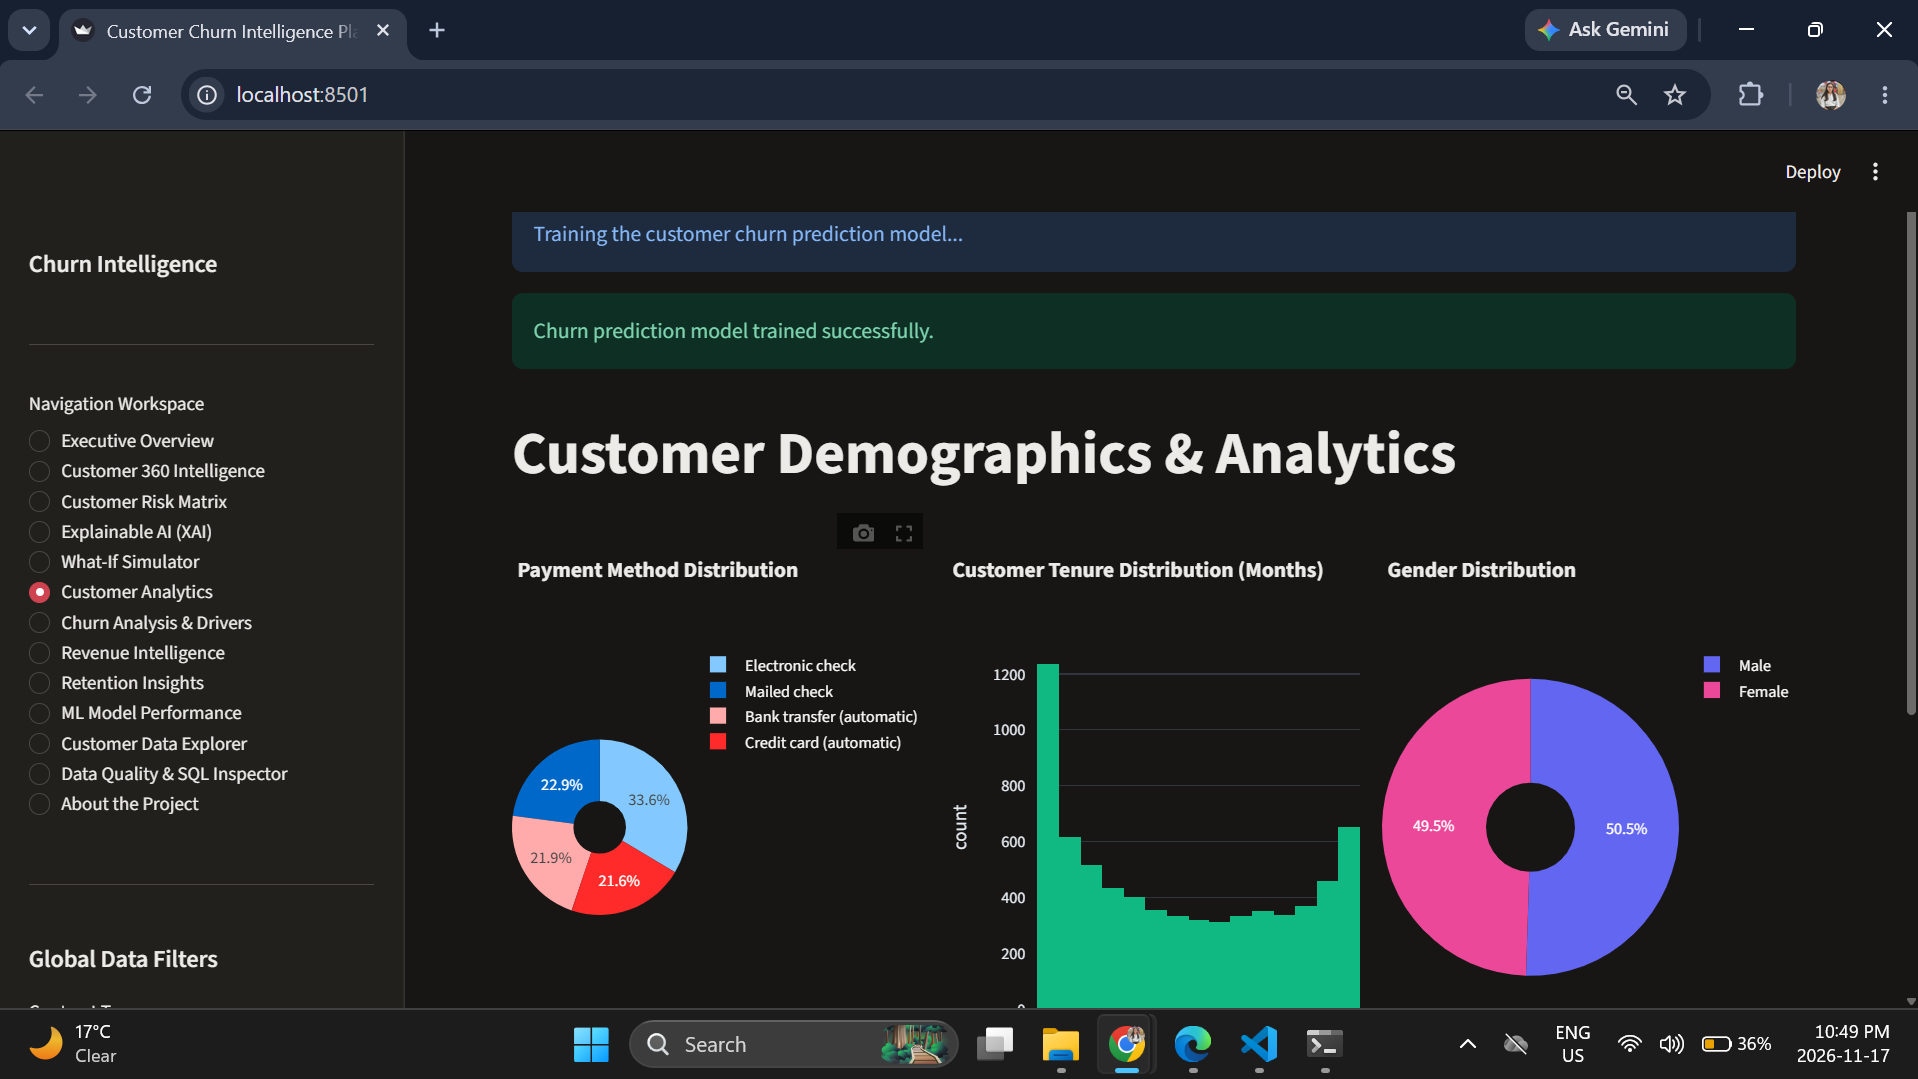 Customer Churn Intelligence Pl
Ask Gemini
localhost:8501
Deploy
Churn Intelligence
Navigation Workspace
Executive Overview
Customer 360 Intelligence
Customer Risk Matrix
Explainable AI (XAI)
What-If Simulator
Customer Analytics
Churn Analysis & Drivers
Revenue Intelligence
Retention Insights
ML Model Performance
Customer Data Explorer
Data Quality & SQL Inspector
About the Project
Global Data Filters
Training the customer churn prediction model...
Churn prediction model trained successfully.
Customer Demographics & Analytics
Payment Method Distribution
Electronic check
Mailed check
Bank transfer (automatic)
Credit card (automatic)
22.9%
33.6%
21.9%
21.6%
Customer Tenure Distribution (Months)
count
1200
1000
800
600
400
200
Gender Distribution
Male
Female
49.5%
50.5%
17°C
Clear
Search
ENG
US
36%
10:49 PM
2026-11-17